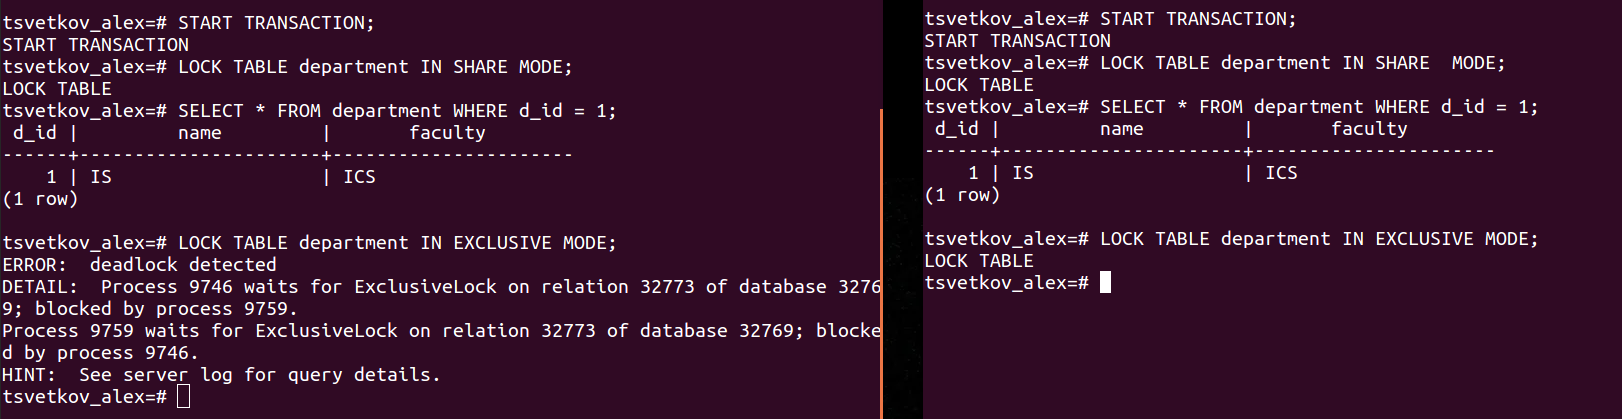 tsvetkov_alex=# START TRANSACTION;
START TRANSACTION
tsvetkov_alex=# LOCK TABLE department IN SHARE MODE;
LOCK TABLE
tsvetkov_alex=# SELECT * FROM department WHERE d_id = 1;
 d_id |         name         |       faculty
------+----------------------+----------------------
    1 | IS                   | ICS
(1 row)

tsvetkov_alex=# LOCK TABLE department IN EXCLUSIVE MODE;
ERROR:  deadlock detected
DETAIL:  Process 9746 waits for ExclusiveLock on relation 32773 of database 3276
9; blocked by process 9759.
Process 9759 waits for ExclusiveLock on relation 32773 of database 32769; blocke
d by process 9746.
HINT:  See server log for query details.
tsvetkov_alex=#
tsvetkov_alex=# START TRANSACTION;
START TRANSACTION
tsvetkov_alex=# LOCK TABLE department IN SHARE  MODE;
LOCK TABLE
tsvetkov_alex=# SELECT * FROM department WHERE d_id = 1;
 d_id |         name         |       faculty
------+----------------------+----------------------
    1 | IS                   | ICS
(1 row)

tsvetkov_alex=# LOCK TABLE department IN EXCLUSIVE MODE;
LOCK TABLE
tsvetkov_alex=#